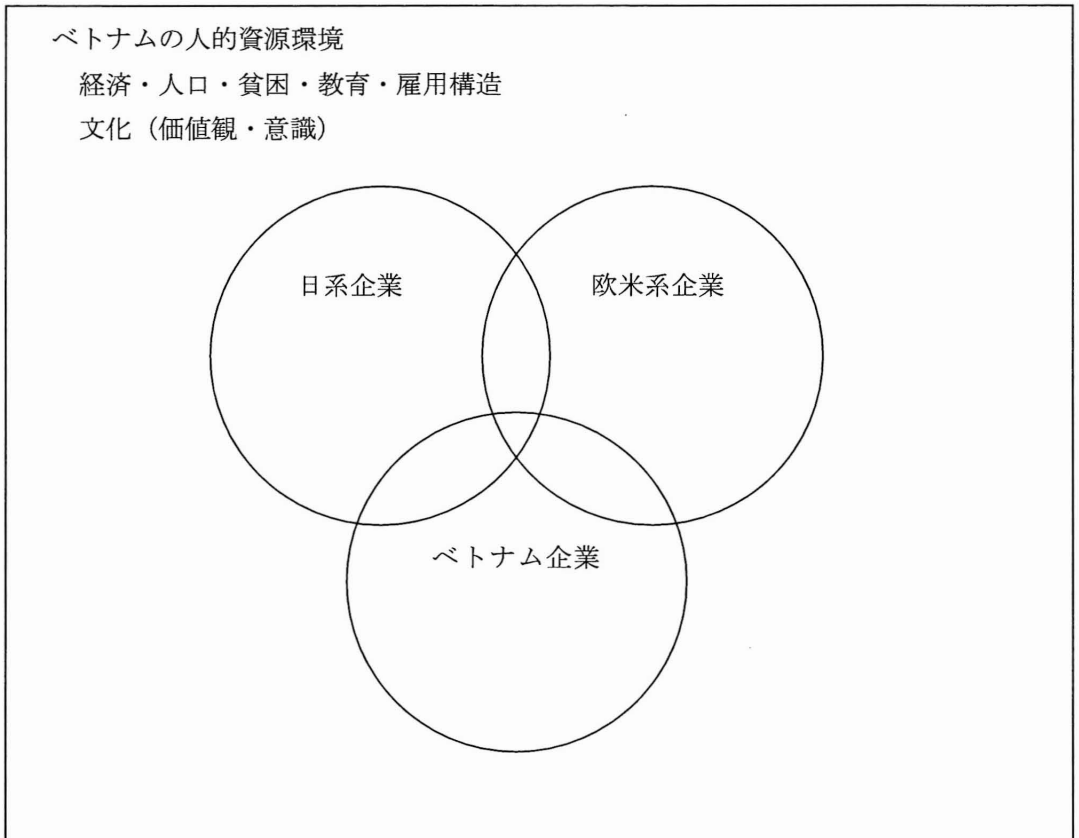 ベトナムの人的資源環境
経済・人口・貧困・教育・雇用構造
文化（価値観・意識）
日系企業
欧米系企業
ベトナム企業